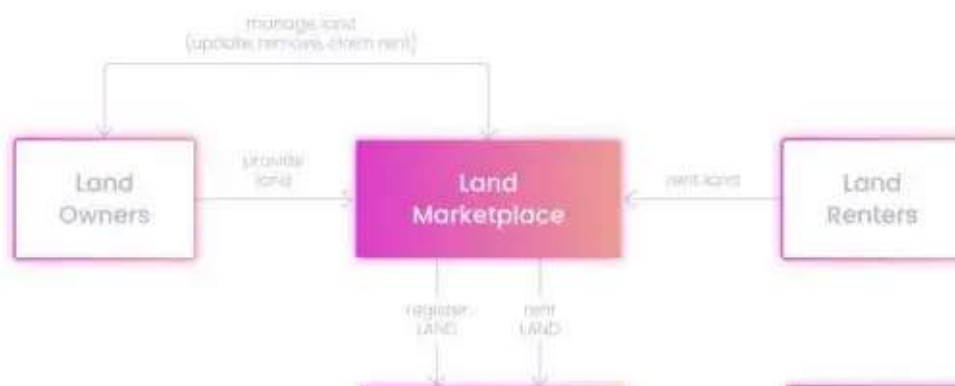 manage land
(update, remove, claim rent)
Land
Owners
provide
land
Land
Marketplace
rent land
Land
Renters
register
LAND
rent
LAND